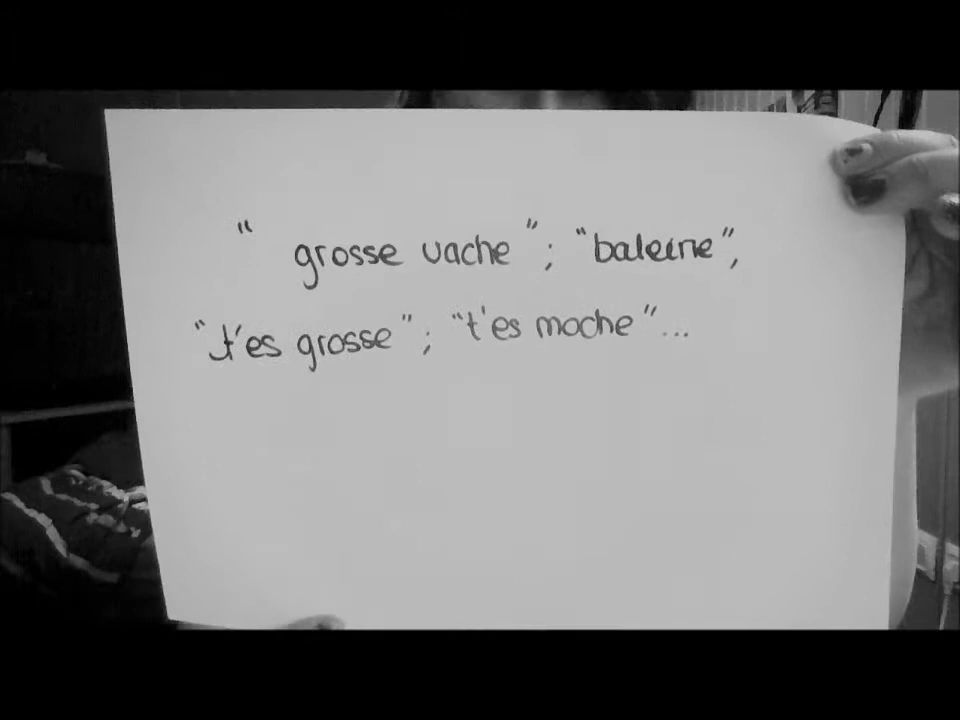 " grosse vache " ; "baleine",
"t'es grosse" ; "t'es moche"...